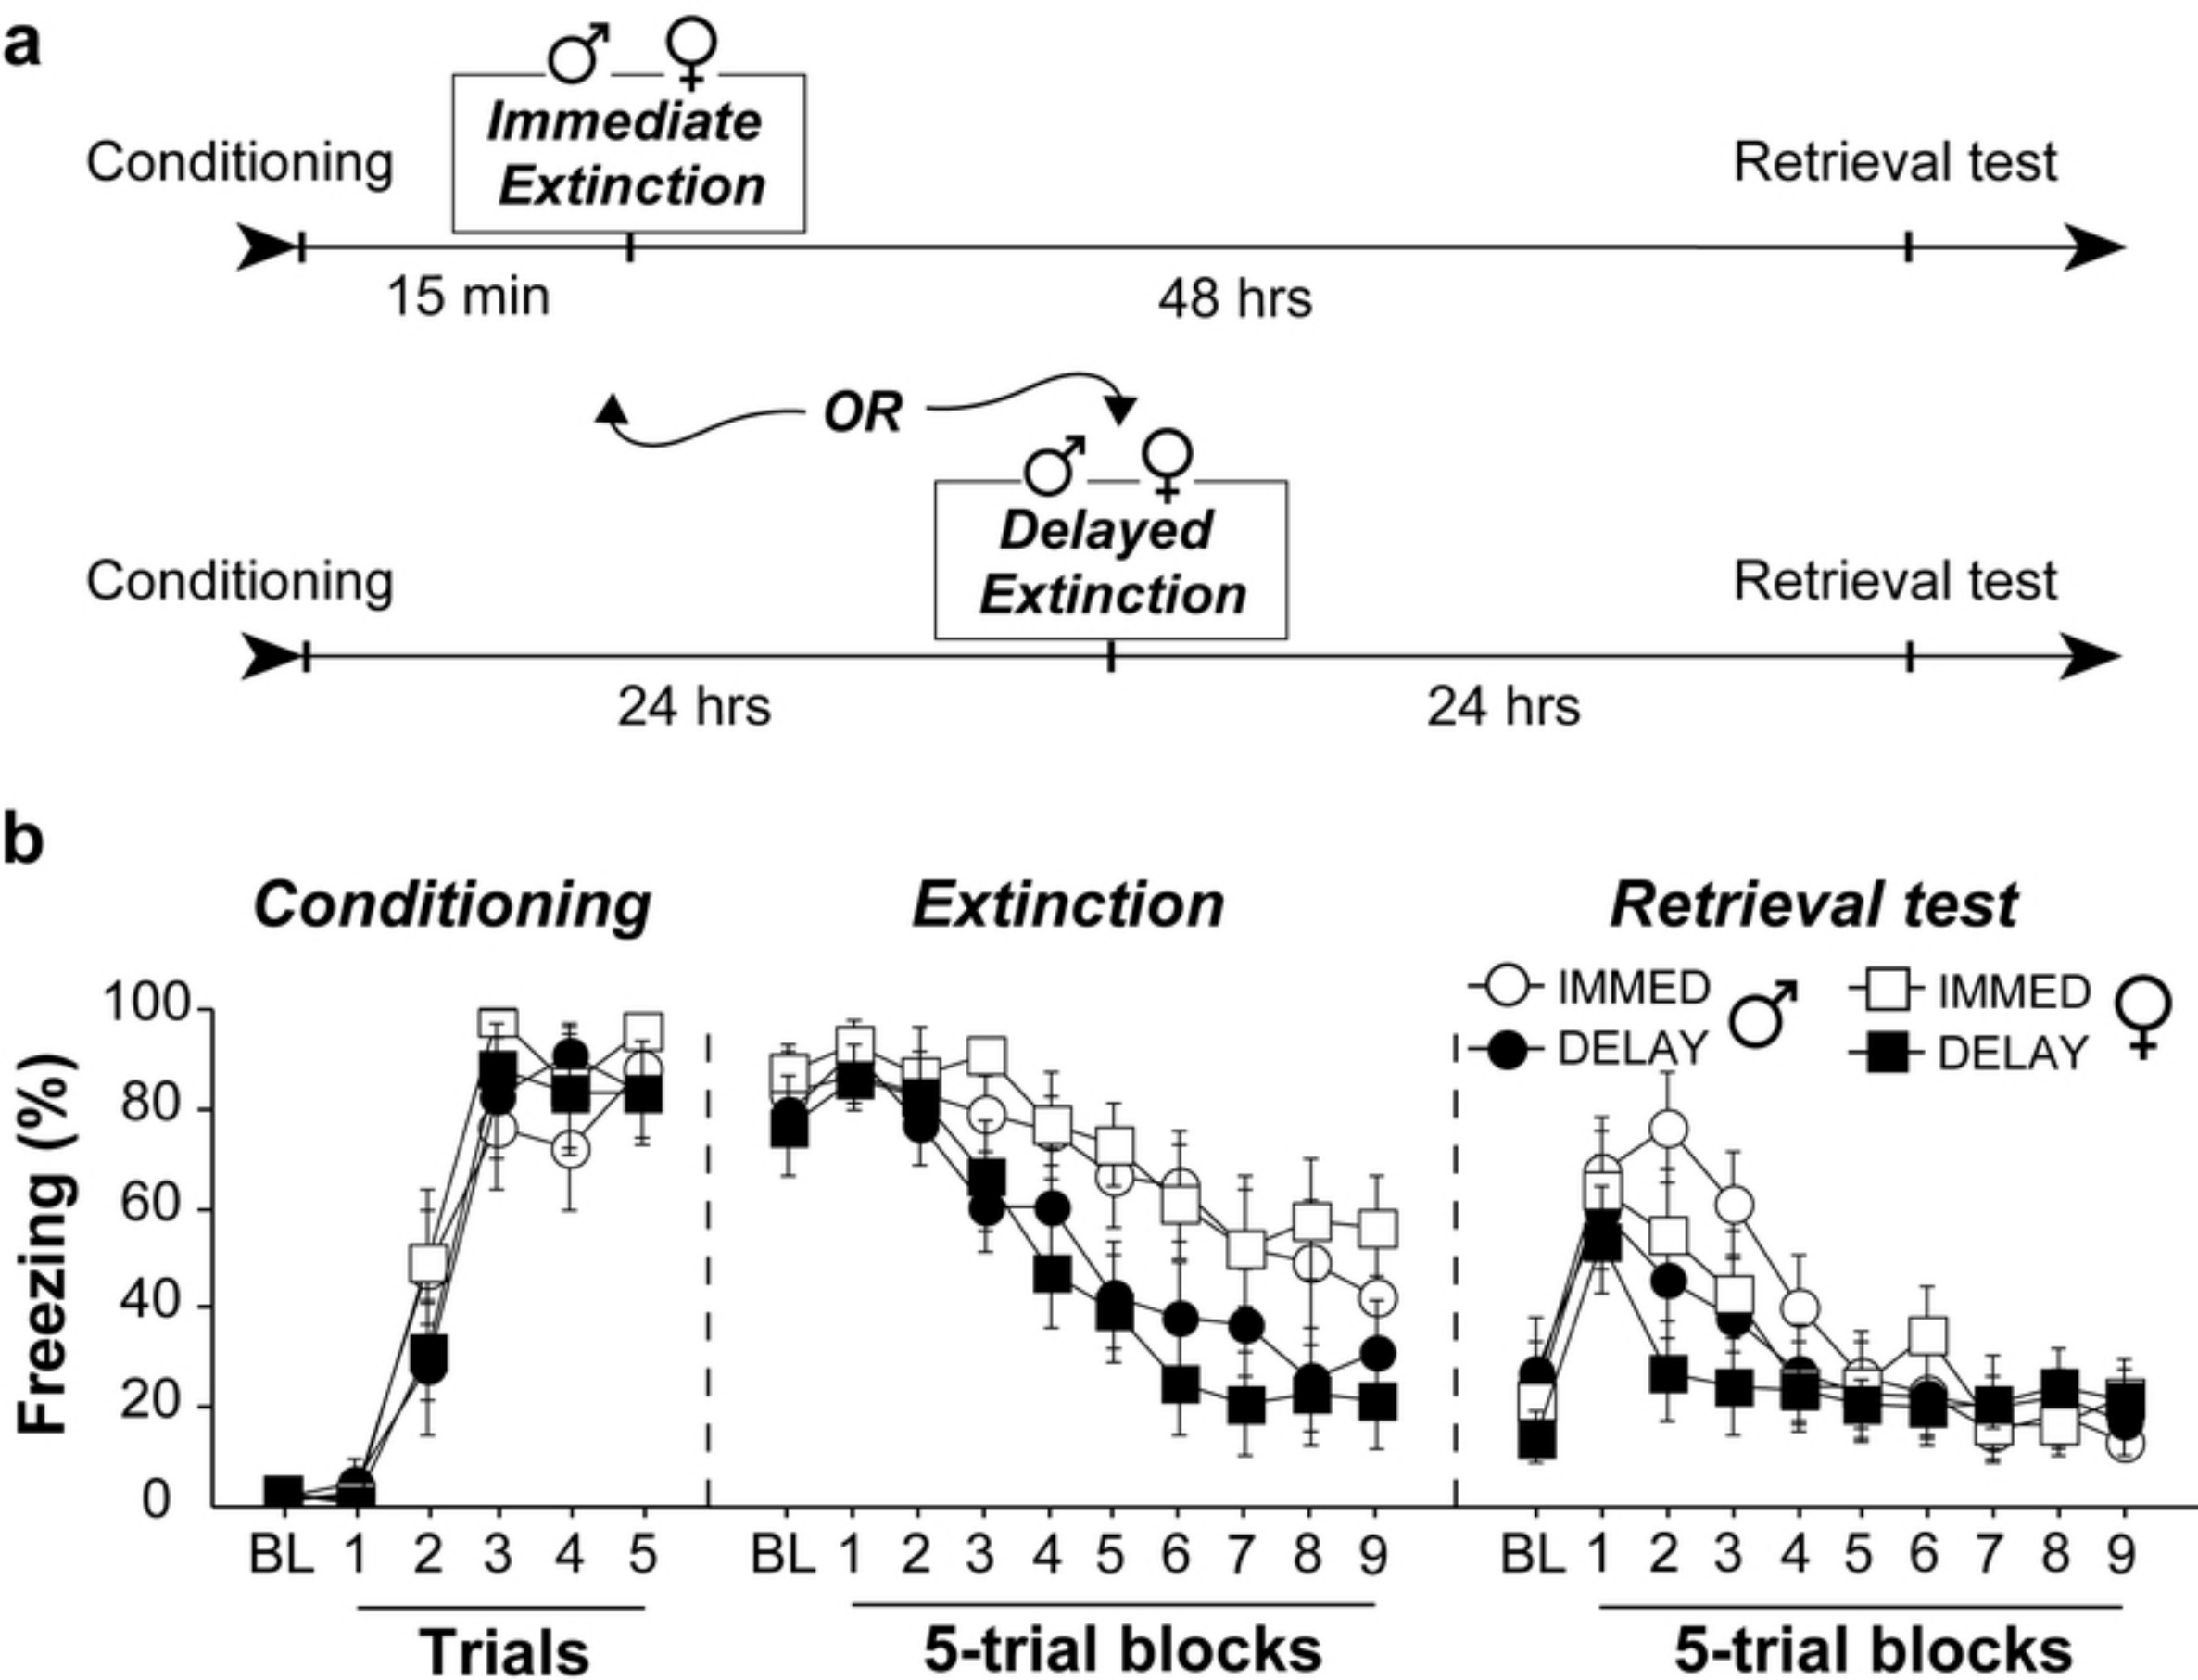 a
♂ ♀
Immediate
Extinction
Conditioning
Retrieval test
15 min
48 hrs
OR
♂ ♀
Delayed
Extinction
Conditioning
Retrieval test
24 hrs
24 hrs
b
Conditioning
Extinction
Retrieval test
IMMED
DELAY
♂
IMMED
DELAY
♀
Freezing (%)
100
80
60
40
20
0
BL 1 2 3 4 5
Trials
BL 1 2 3 4 5 6 7 8 9
5-trial blocks
BL 1 2 3 4 5 6 7 8 9
5-trial blocks